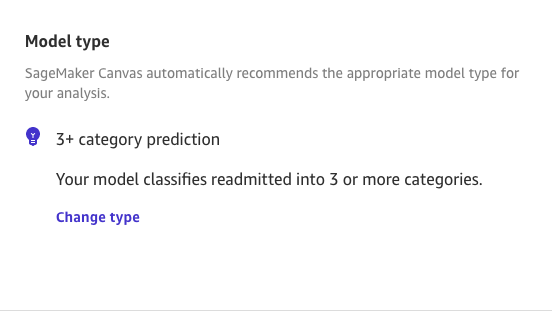 Model type
SageMaker Canvas automatically recommends the appropriate model type for
your analysis.
3+ category prediction
Your model classifies readmitted into 3 or more categories.
Change type